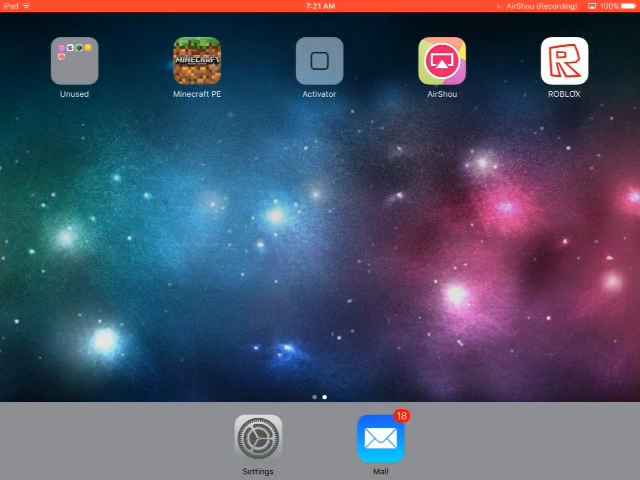 iPad 7:21 AM AirShou (Recording) 100%
MINECRAFT
Unused Minecraft PE Activator AirShou ROBLOX
18
Settings Mail